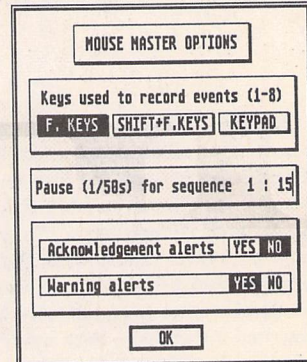 MOUSE MASTER OPTIONS
Keys used to record events (1-8)
F. KEYS SHIFT+F.KEYS KEYPAD
Pause (1/50s) for sequence 1 : 15
Acknowledgement alerts YES NO
Warning alerts YES NO
OK